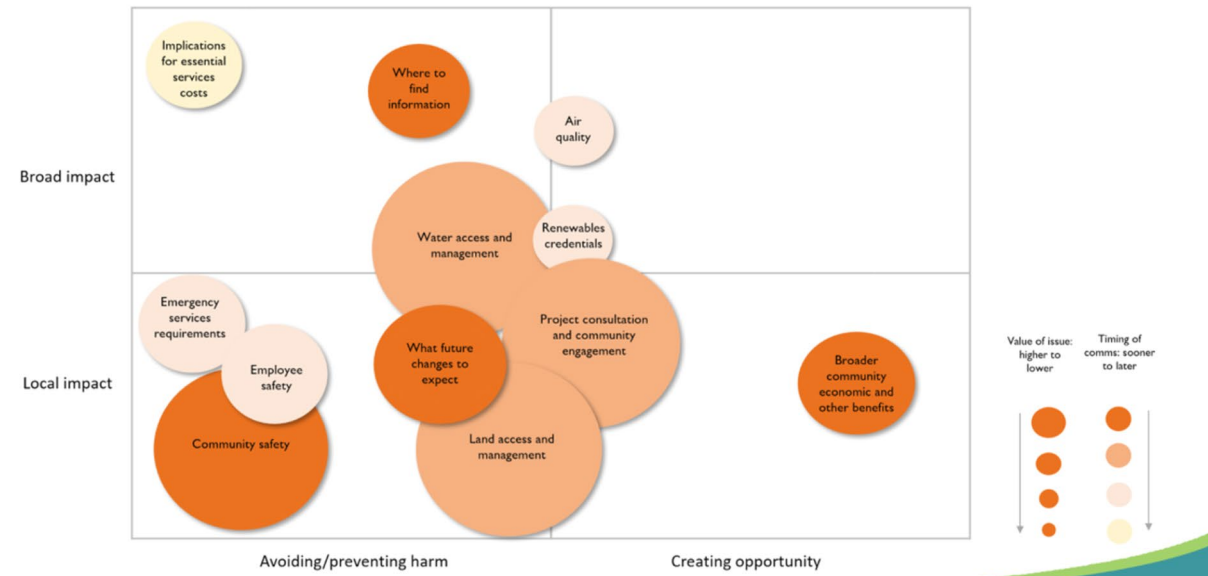 Implications
for essential
services
costs
Where to
find
information
Air
quality
Broad impact
Water access and
management
Renewables
credentials
Emergency
services
requirements
Employee
safety
What future
changes to
expect
Project consultation
and community
engagement
Broader
community
economic and
other benefits
Local impact
Community safety
Land access and
management
Value of issue:
higher to
lower
Timing of
comms: sooner
to later
Avoiding/preventing harm
Creating opportunity